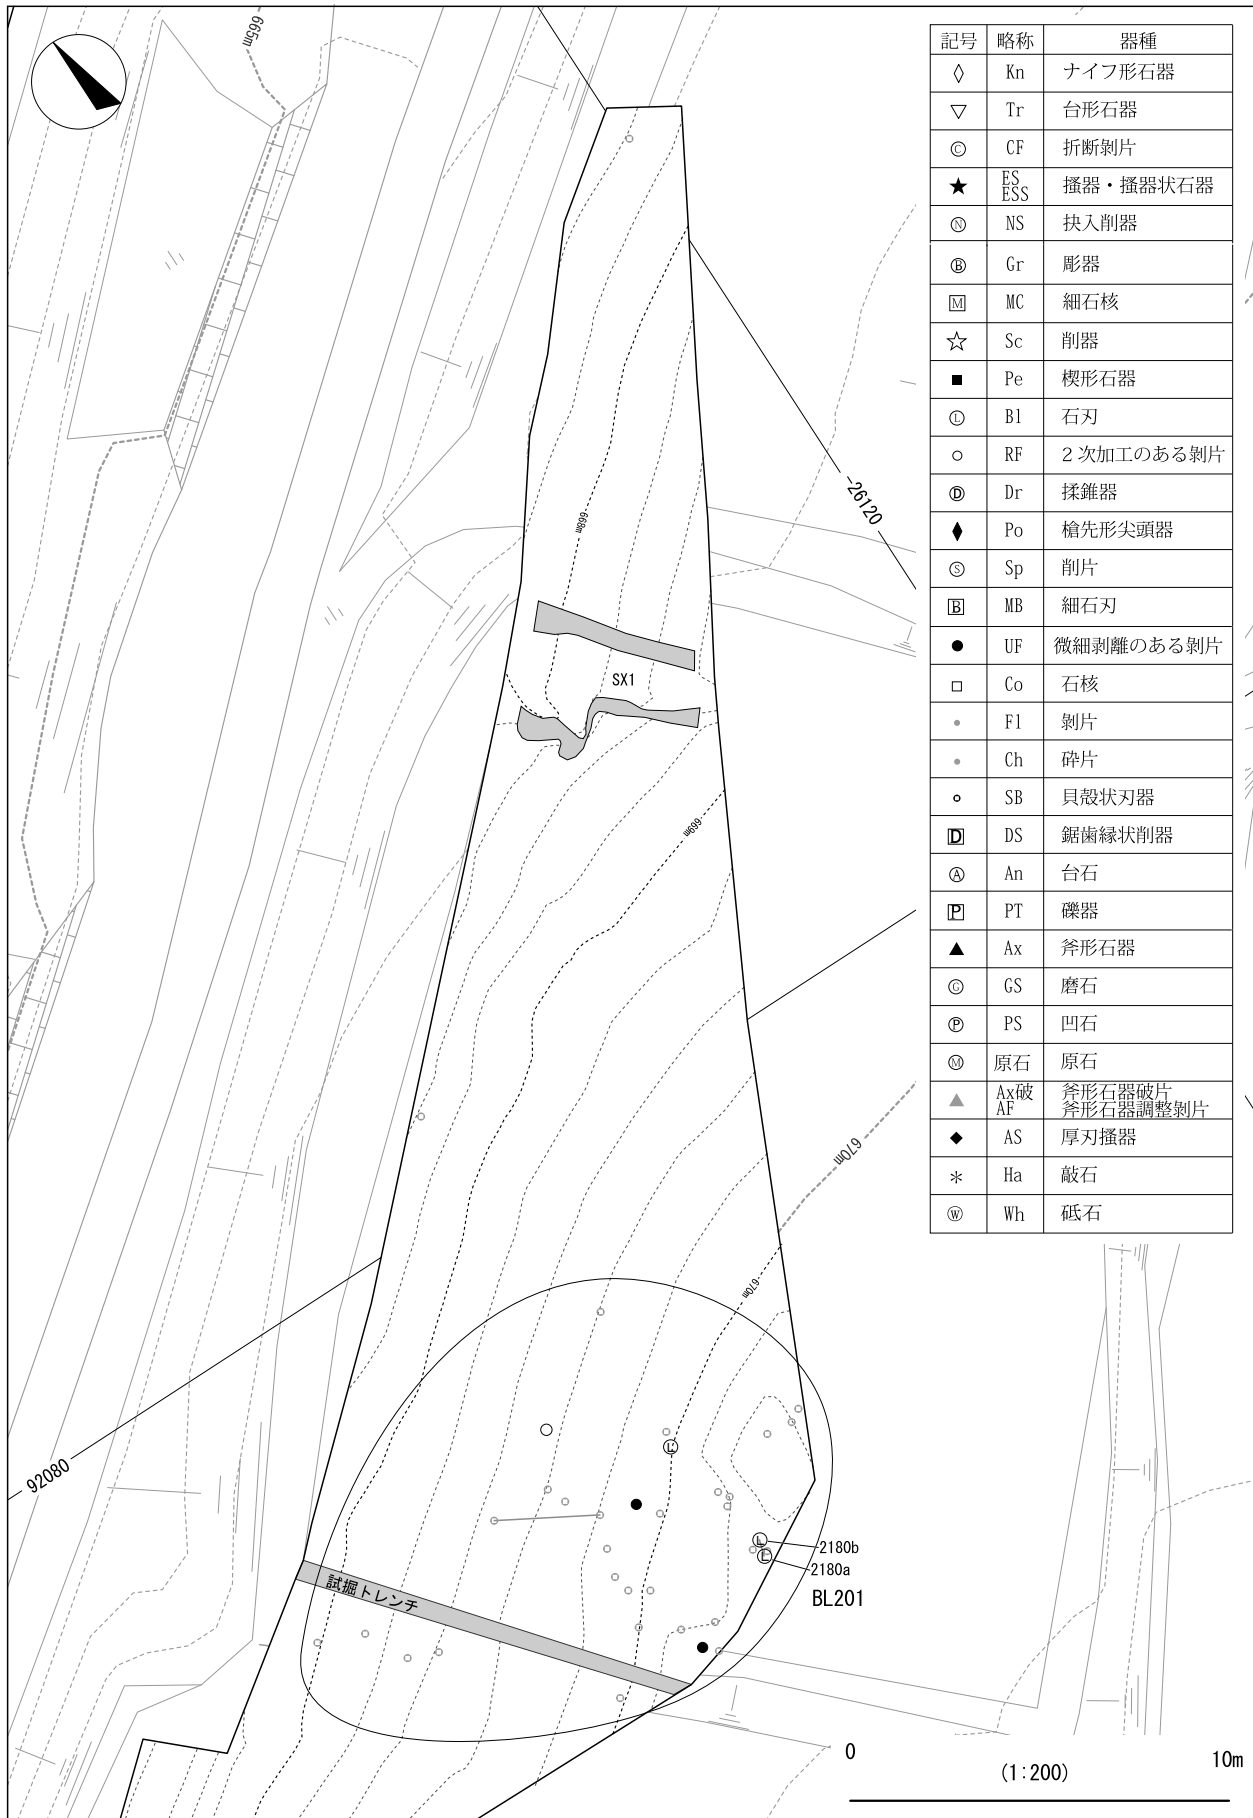 665m
記号 略称 器種
Kn ナイフ形石器
Tr 台形石器
C CF 折断剝片
ES ESS 掻器・掻器状石器
N NS 抉入削器
B Gr 彫器
M MC 細石核
Sc 削器
Pe 楔形石器
L Bl 石刃
RF 2次加工のある剝片
D Dr 揉錐器
Po 槍先形尖頭器
S Sp 削片
B MB 細石刃
UF 微細剥離のある剝片
Co 石核
Fl 剝片
Ch 砕片
SB 貝殻状刃器
D DS 鋸歯縁状削器
A An 台石
P PT 礫器
Ax 斧形石器
G GS 磨石
P PS 凹石
M 原石 原石
Ax破 AF 斧形石器破片 斧形石器調整剝片
AS 厚刃掻器
Ha 敲石
W Wh 砥石
-26120
668m
SX1
669m
670m
670m
92080
L
L
2180b
L
2180a
BL201
試掘トレンチ
0 10m
(1:200)